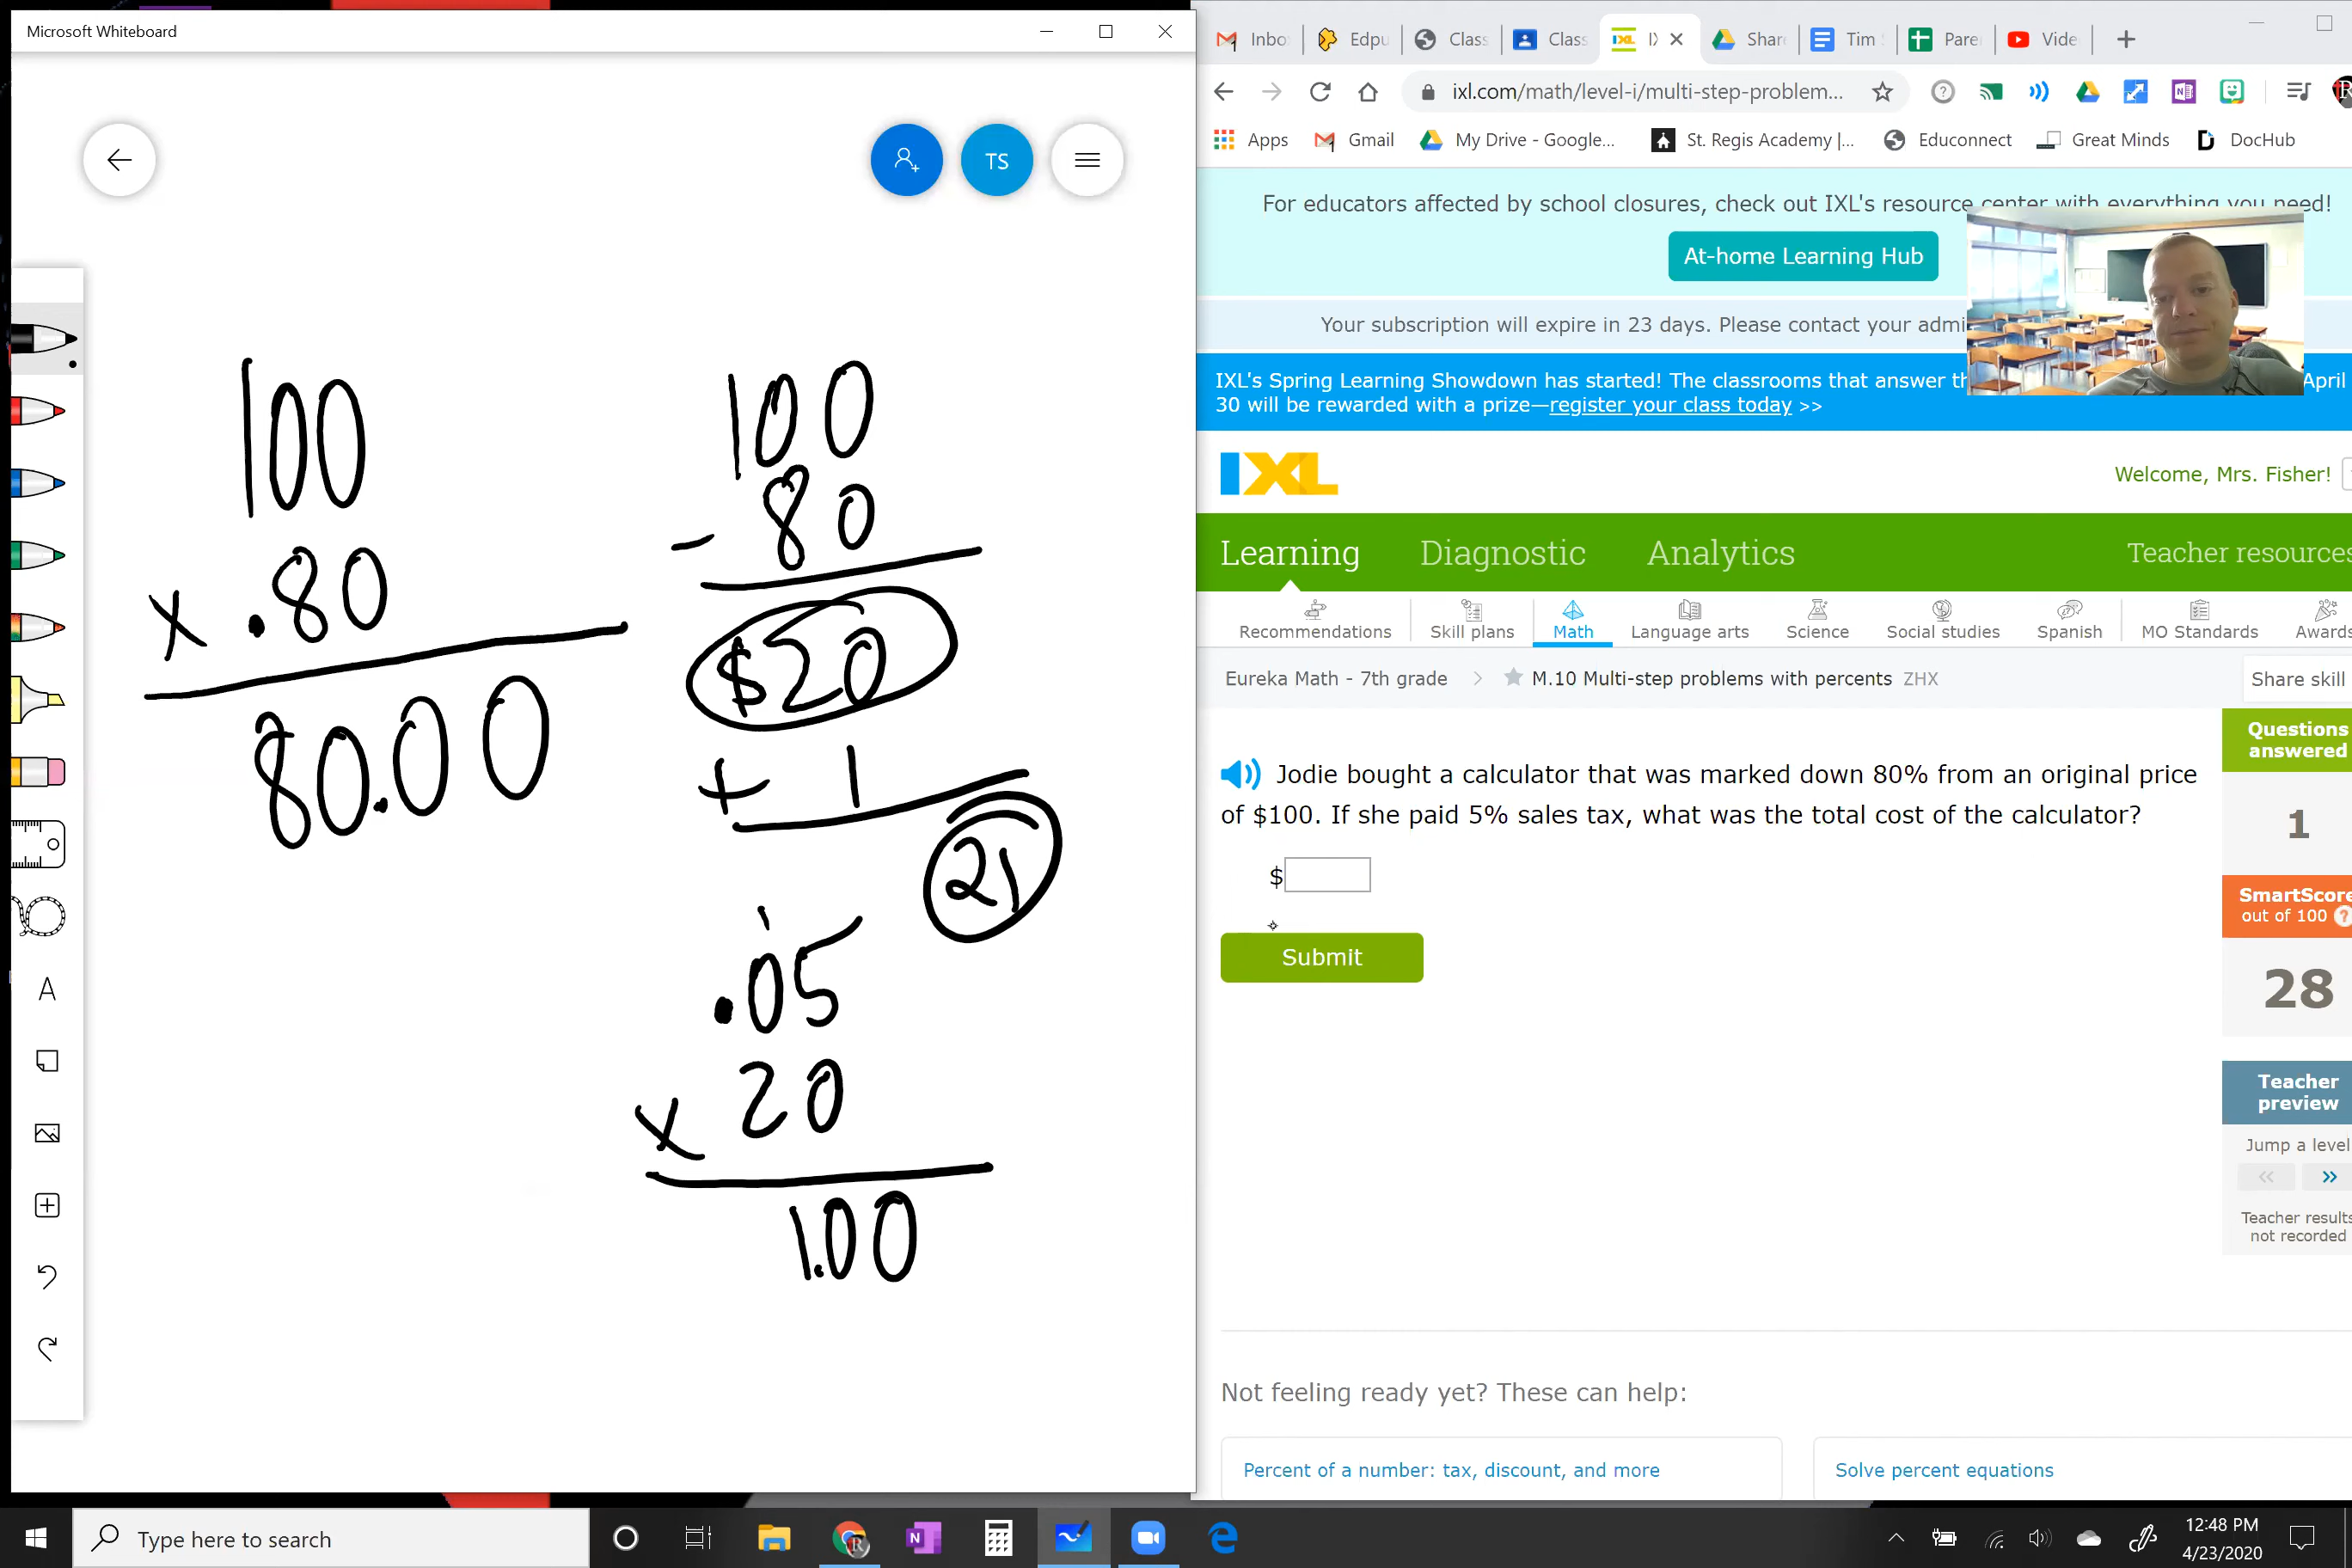 Microsoft Whiteboard
TS
100
x .80
80.00
100
- 80
$20
+ 1
21
.05
x 20
1.00
A
Inbo
Edpu
Class
Class
IXL
Share
Tim
Pare
Vide
ixl.com/math/level-i/multi-step-problem...
Apps
Gmail
My Drive - Google...
St. Regis Academy |...
Educonnect
Great Minds
DocHub
For educators affected by school closures, check out IXL's resource center with everything you need!
At-home Learning Hub
Your subscription will expire in 23 days. Please contact your admi
IXL's Spring Learning Showdown has started! The classrooms that answer th
April
30 will be rewarded with a prize—register your class today >>
IXL
Welcome, Mrs. Fisher!
Learning
Diagnostic
Analytics
Teacher resources
Recommendations
Skill plans
Math
Language arts
Science
Social studies
Spanish
MO Standards
Awards
Eureka Math - 7th grade > M.10 Multi-step problems with percents ZHX
Share skill
Jodie bought a calculator that was marked down 80% from an original price
of $100. If she paid 5% sales tax, what was the total cost of the calculator?
$
Submit
Questions
answered
1
SmartScore
out of 100 ?
28
Teacher
preview
Jump a level
Teacher results
not recorded
Not feeling ready yet? These can help:
Percent of a number: tax, discount, and more
Solve percent equations
Type here to search
12:48 PM
4/23/2020